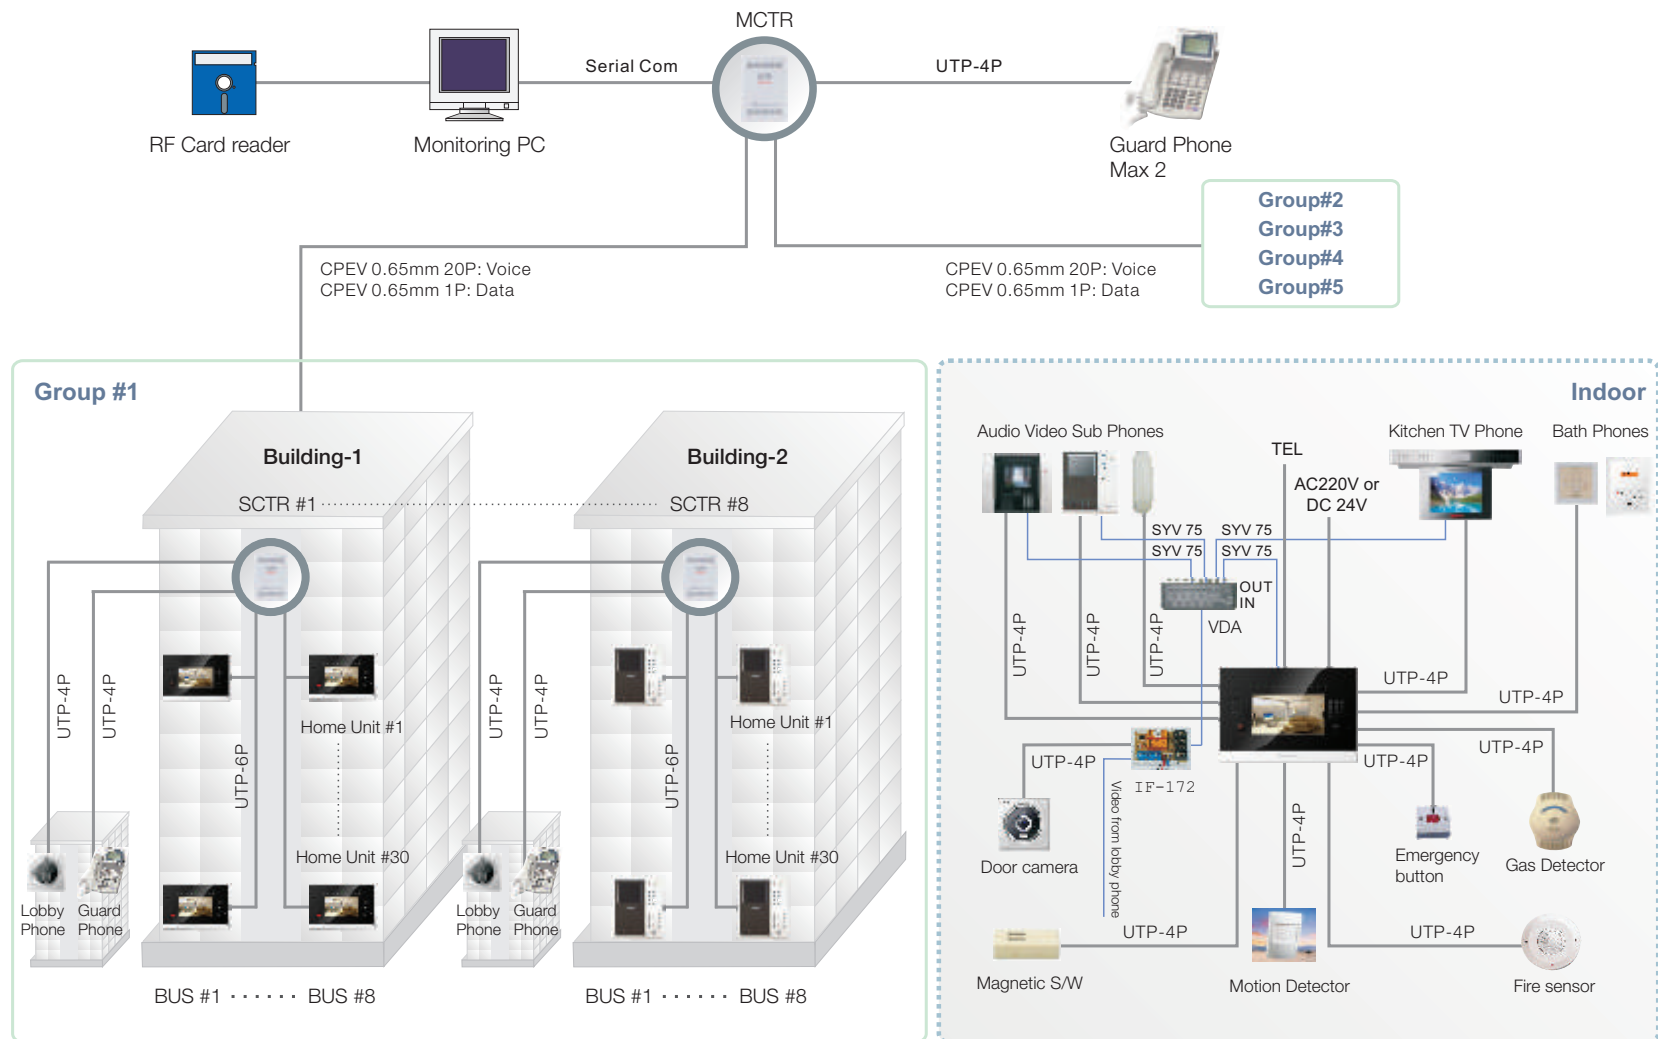 MCTR
Serial Com
UTP-4P
RF Card reader
Monitoring PC
Guard Phone
Max 2
Group#2
Group#3
Group#4
Group#5
CPEV 0.65mm 20P: Voice
CPEV 0.65mm 1P: Data
CPEV 0.65mm 20P: Voice
CPEV 0.65mm 1P: Data
Group #1
Building-1
SCTR #1
Building-2
SCTR #8
UTP-4P
UTP-4P
UTP-6P
Home Unit #1
Home Unit #30
Lobby
Phone
Guard
Phone
BUS #1 ...... BUS #8
UTP-4P
UTP-4P
UTP-6P
Home Unit #1
Home Unit #30
Lobby
Phone
Guard
Phone
BUS #1 ...... BUS #8
Indoor
Audio Video Sub Phones
TEL
AC220V or
DC 24V
Kitchen TV Phone
Bath Phones
SYV 75
SYV 75
SYV 75
SYV 75
OUT
IN
VDA
UTP-4P
UTP-4P
UTP-4P
UTP-4P
UTP-4P
UTP-4P
IF-172
Video from lobby phone
UTP-4P
UTP-4P
UTP-4P
Door camera
Emergency
button
Gas Detector
UTP-4P
UTP-4P
Magnetic S/W
Motion Detector
Fire sensor